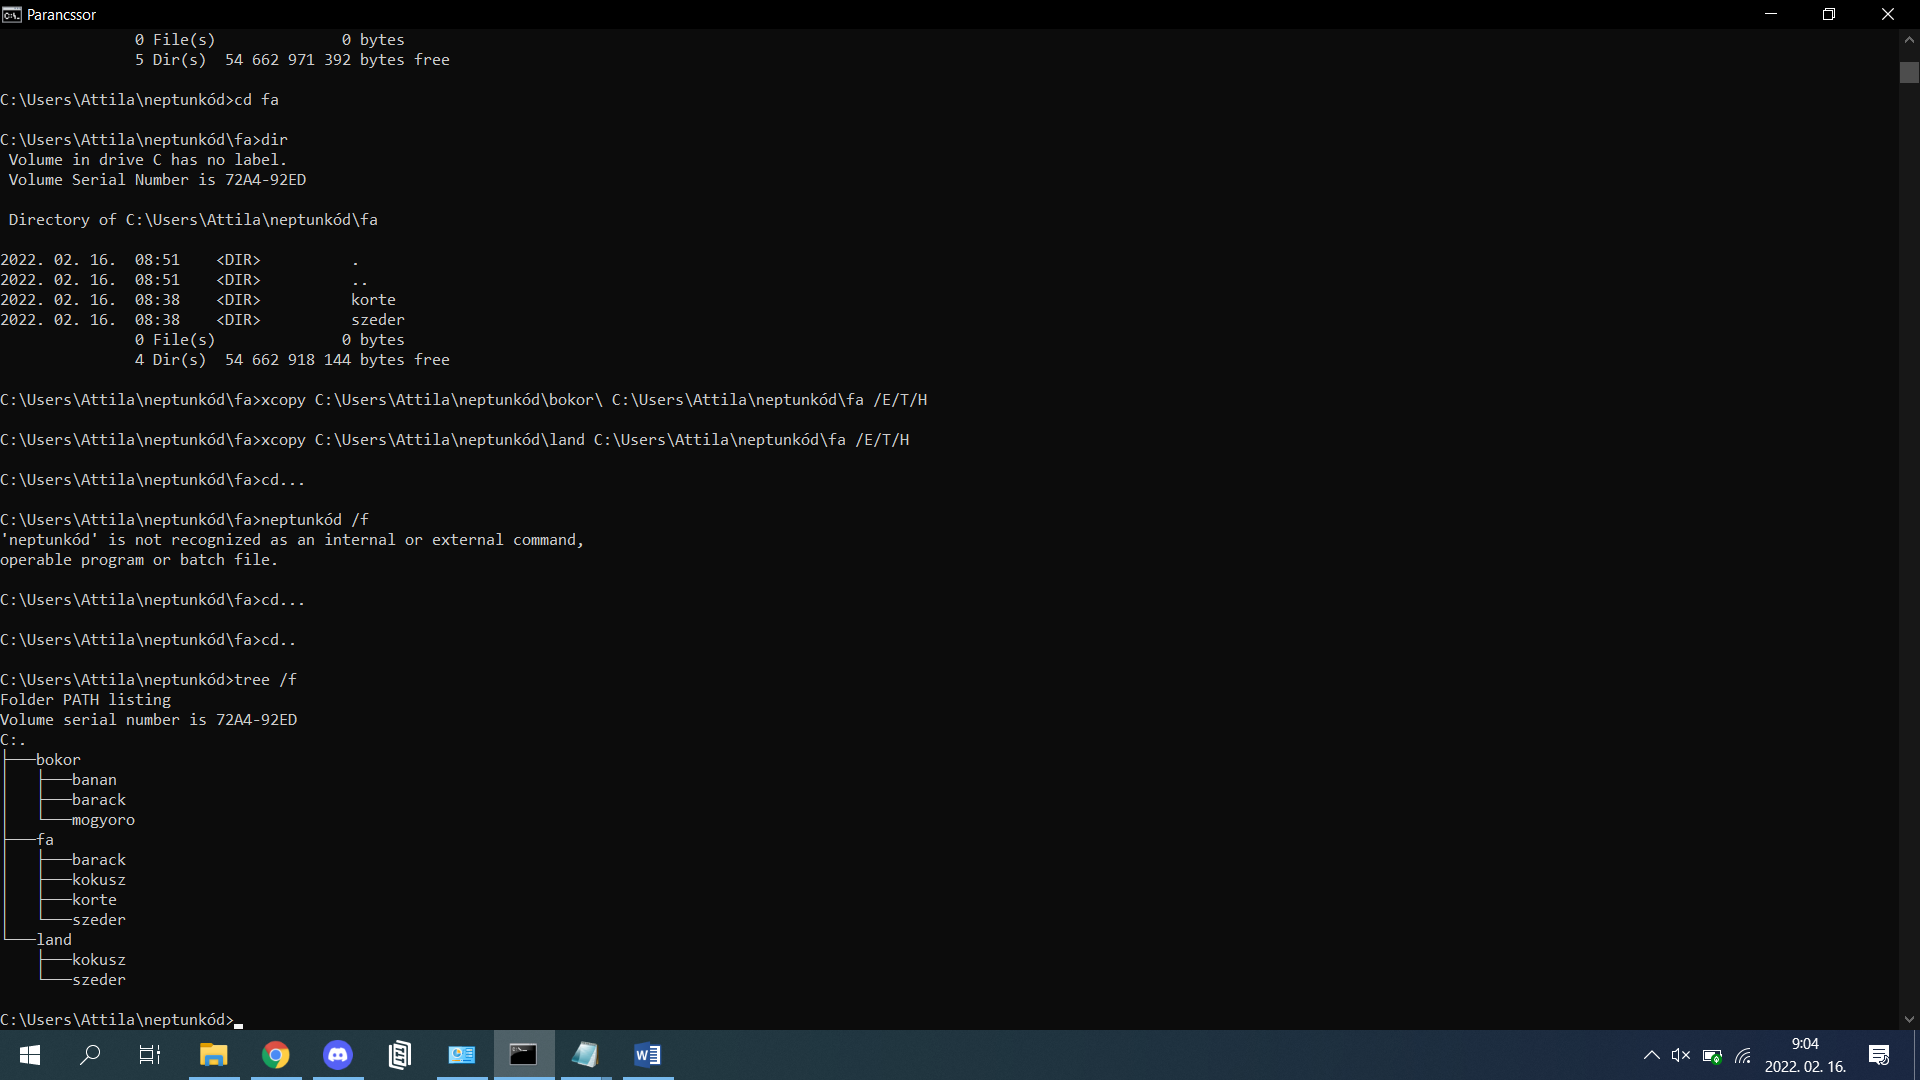 Parancssor
0 File(s)              0 bytes
5 Dir(s)  54 662 971 392 bytes free
C:\Users\Attila\neptunkód>cd fa
C:\Users\Attila\neptunkód\fa>dir
Volume in drive C has no label.
Volume Serial Number is 72A4-92ED
Directory of C:\Users\Attila\neptunkód\fa
2022. 02. 16.  08:51    <DIR>          .
2022. 02. 16.  08:51    <DIR>          ..
2022. 02. 16.  08:38    <DIR>          korte
2022. 02. 16.  08:38    <DIR>          szeder
0 File(s)              0 bytes
4 Dir(s)  54 662 918 144 bytes free
C:\Users\Attila\neptunkód\fa>xcopy C:\Users\Attila\neptunkód\bokor\ C:\Users\Attila\neptunkód\fa /E/T/H
C:\Users\Attila\neptunkód\fa>xcopy C:\Users\Attila\neptunkód\land C:\Users\Attila\neptunkód\fa /E/T/H
C:\Users\Attila\neptunkód\fa>cd...
C:\Users\Attila\neptunkód\fa>neptunkód /f
'neptunkód' is not recognized as an internal or external command,
operable program or batch file.
C:\Users\Attila\neptunkód\fa>cd...
C:\Users\Attila\neptunkód\fa>cd..
C:\Users\Attila\neptunkód>tree /f
Folder PATH listing
Volume serial number is 72A4-92ED
C:.
├───bokor
│   ├───banan
│   ├───barack
│   └───mogyoro
├───fa
│   ├───barack
│   ├───kokusz
│   ├───korte
│   └───szeder
└───land
    ├───kokusz
    └───szeder
C:\Users\Attila\neptunkód>
9:04
2022. 02. 16.